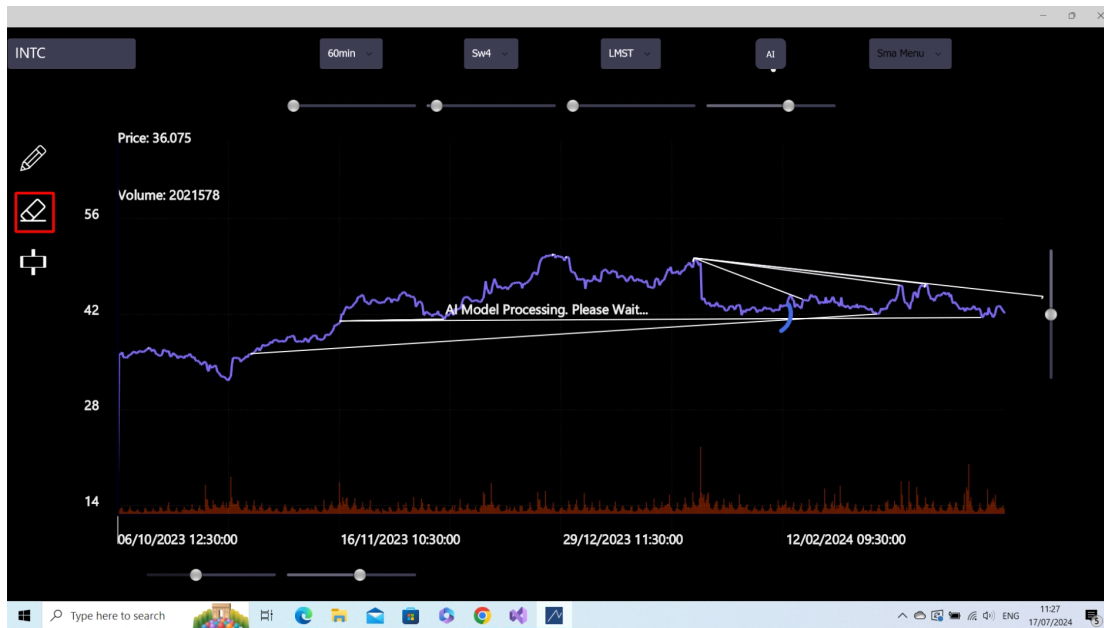 INTC
60min
Sw4
LMST
AI
Sma Menu
Price: 36.075
Volume: 2021578
56
42
AI Model Processing. Please Wait...
28
14
06/10/2023 12:30:00
16/11/2023 10:30:00
29/12/2023 11:30:00
12/02/2024 09:30:00
Type here to search
ENG
11:27
17/07/2024
5